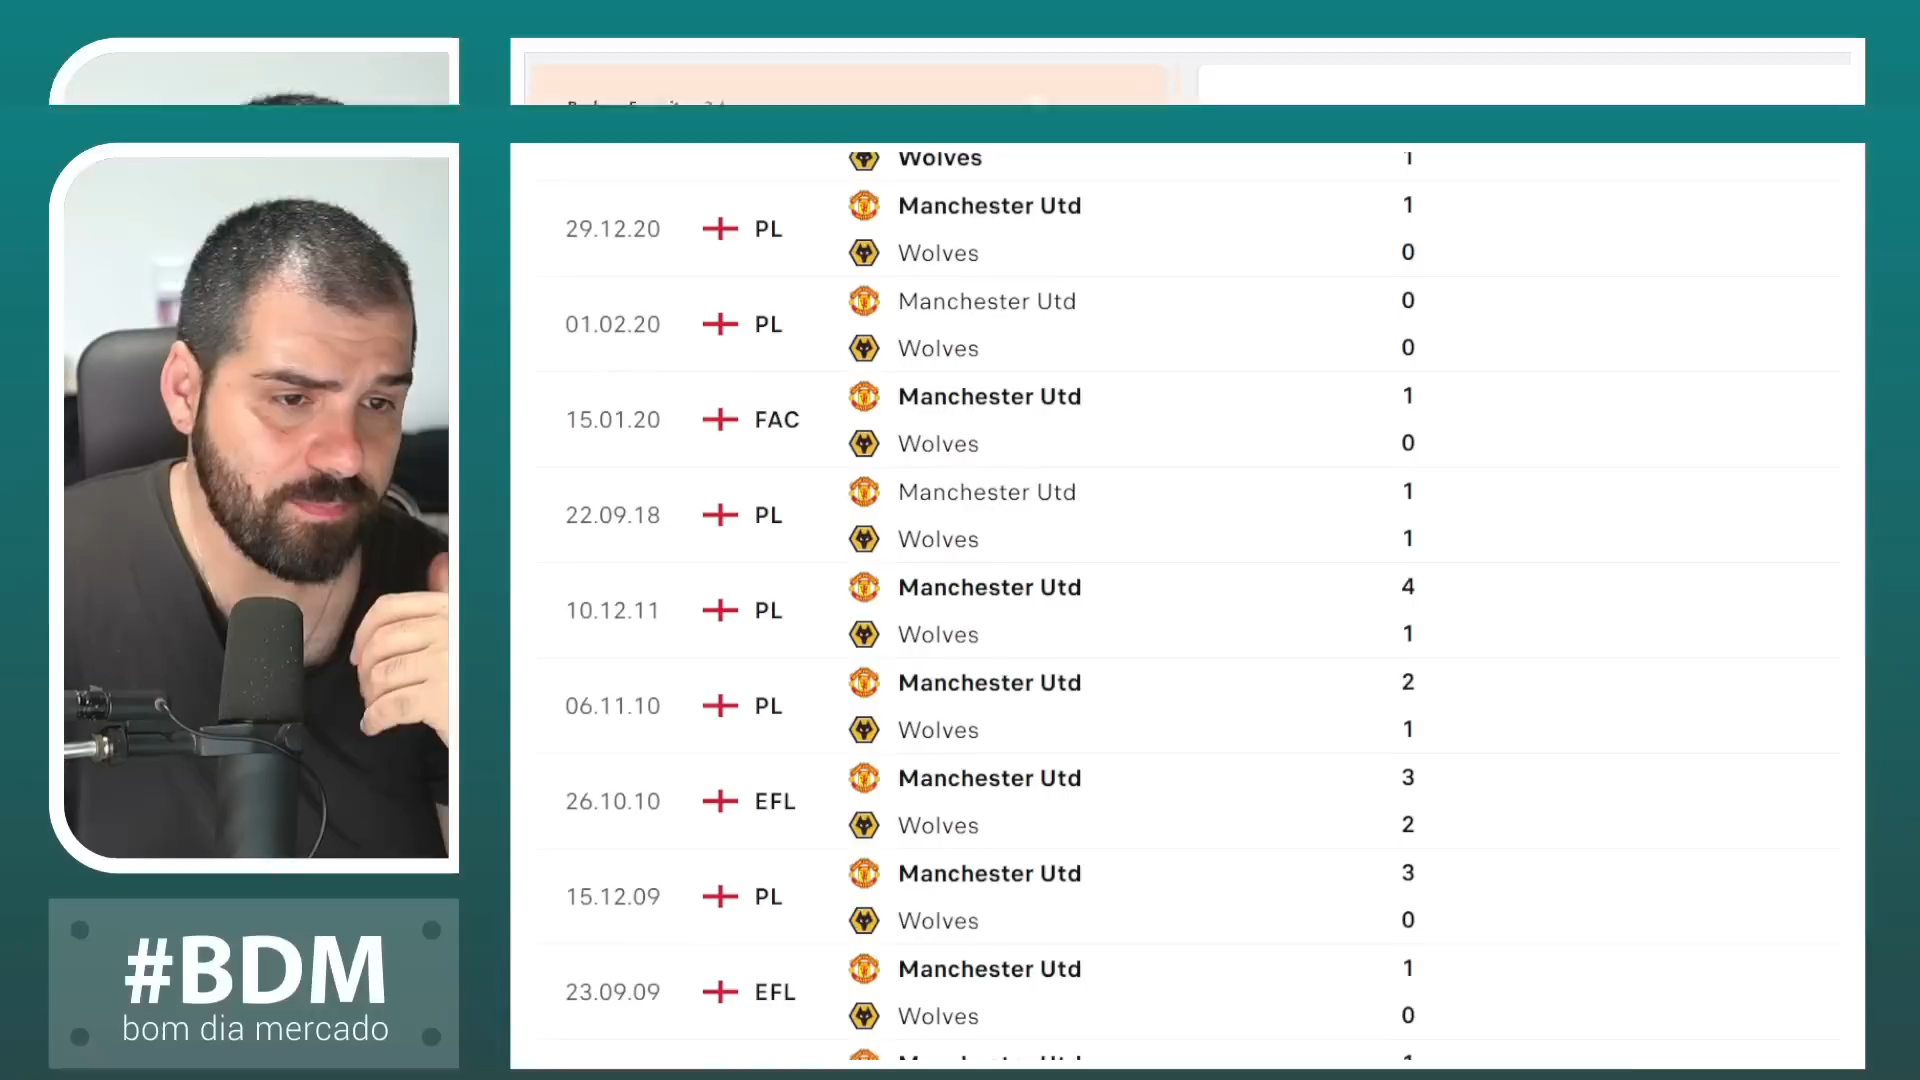 Wolves 1
29.12.20 PL Manchester Utd 1
Wolves 0
01.02.20 PL Manchester Utd 0
Wolves 0
15.01.20 FAC Manchester Utd 1
Wolves 0
22.09.18 PL Manchester Utd 1
Wolves 1
10.12.11 PL Manchester Utd 4
Wolves 1
06.11.10 PL Manchester Utd 2
Wolves 1
26.10.10 EFL Manchester Utd 3
Wolves 2
15.12.09 PL Manchester Utd 3
Wolves 0
23.09.09 EFL Manchester Utd 1
Wolves 0
#BDM
bom dia mercado